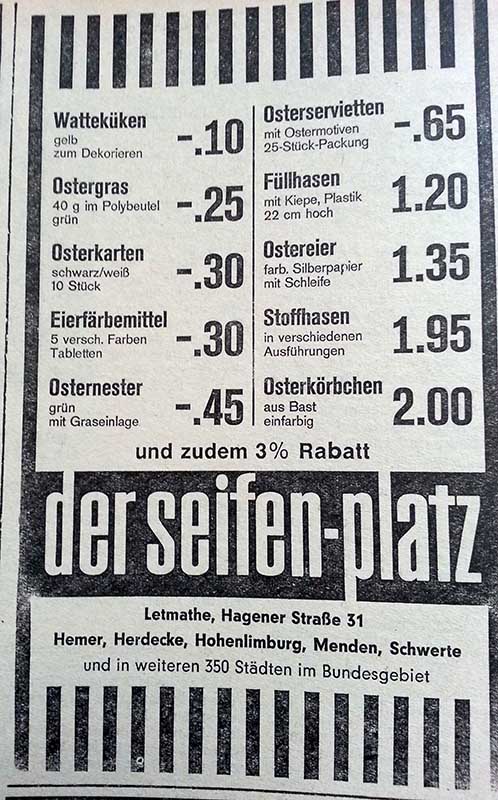 Watteküken
gelb
zum Dekorieren
-.10
Ostergras
40 g im Polybeutel
grün
-.25
Osterkarten
schwarz/weiß
10 Stück
-.30
Eierfärbemittel
5 versch. Farben
Tabletten
-.30
Osternester
grün
mit Graseinlage
-.45
Osterservietten
mit Ostermotiven
25-Stück-Packung
-.65
Füllhasen
mit Kiepe, Plastik
22 cm hoch
1.20
Ostereier
farb. Silberpapier
mit Schleife
1.35
Stoffhasen
in verschiedenen
Ausführungen
1.95
Osterkörbchen
aus Bast
einfarbig
2.00
und zudem 3% Rabatt
der seifen-platz
Letmathe, Hagener Straße 31
Hemer, Herdecke, Hohenlimburg, Menden, Schwerte
und in weiteren 350 Städten im Bundesgebiet